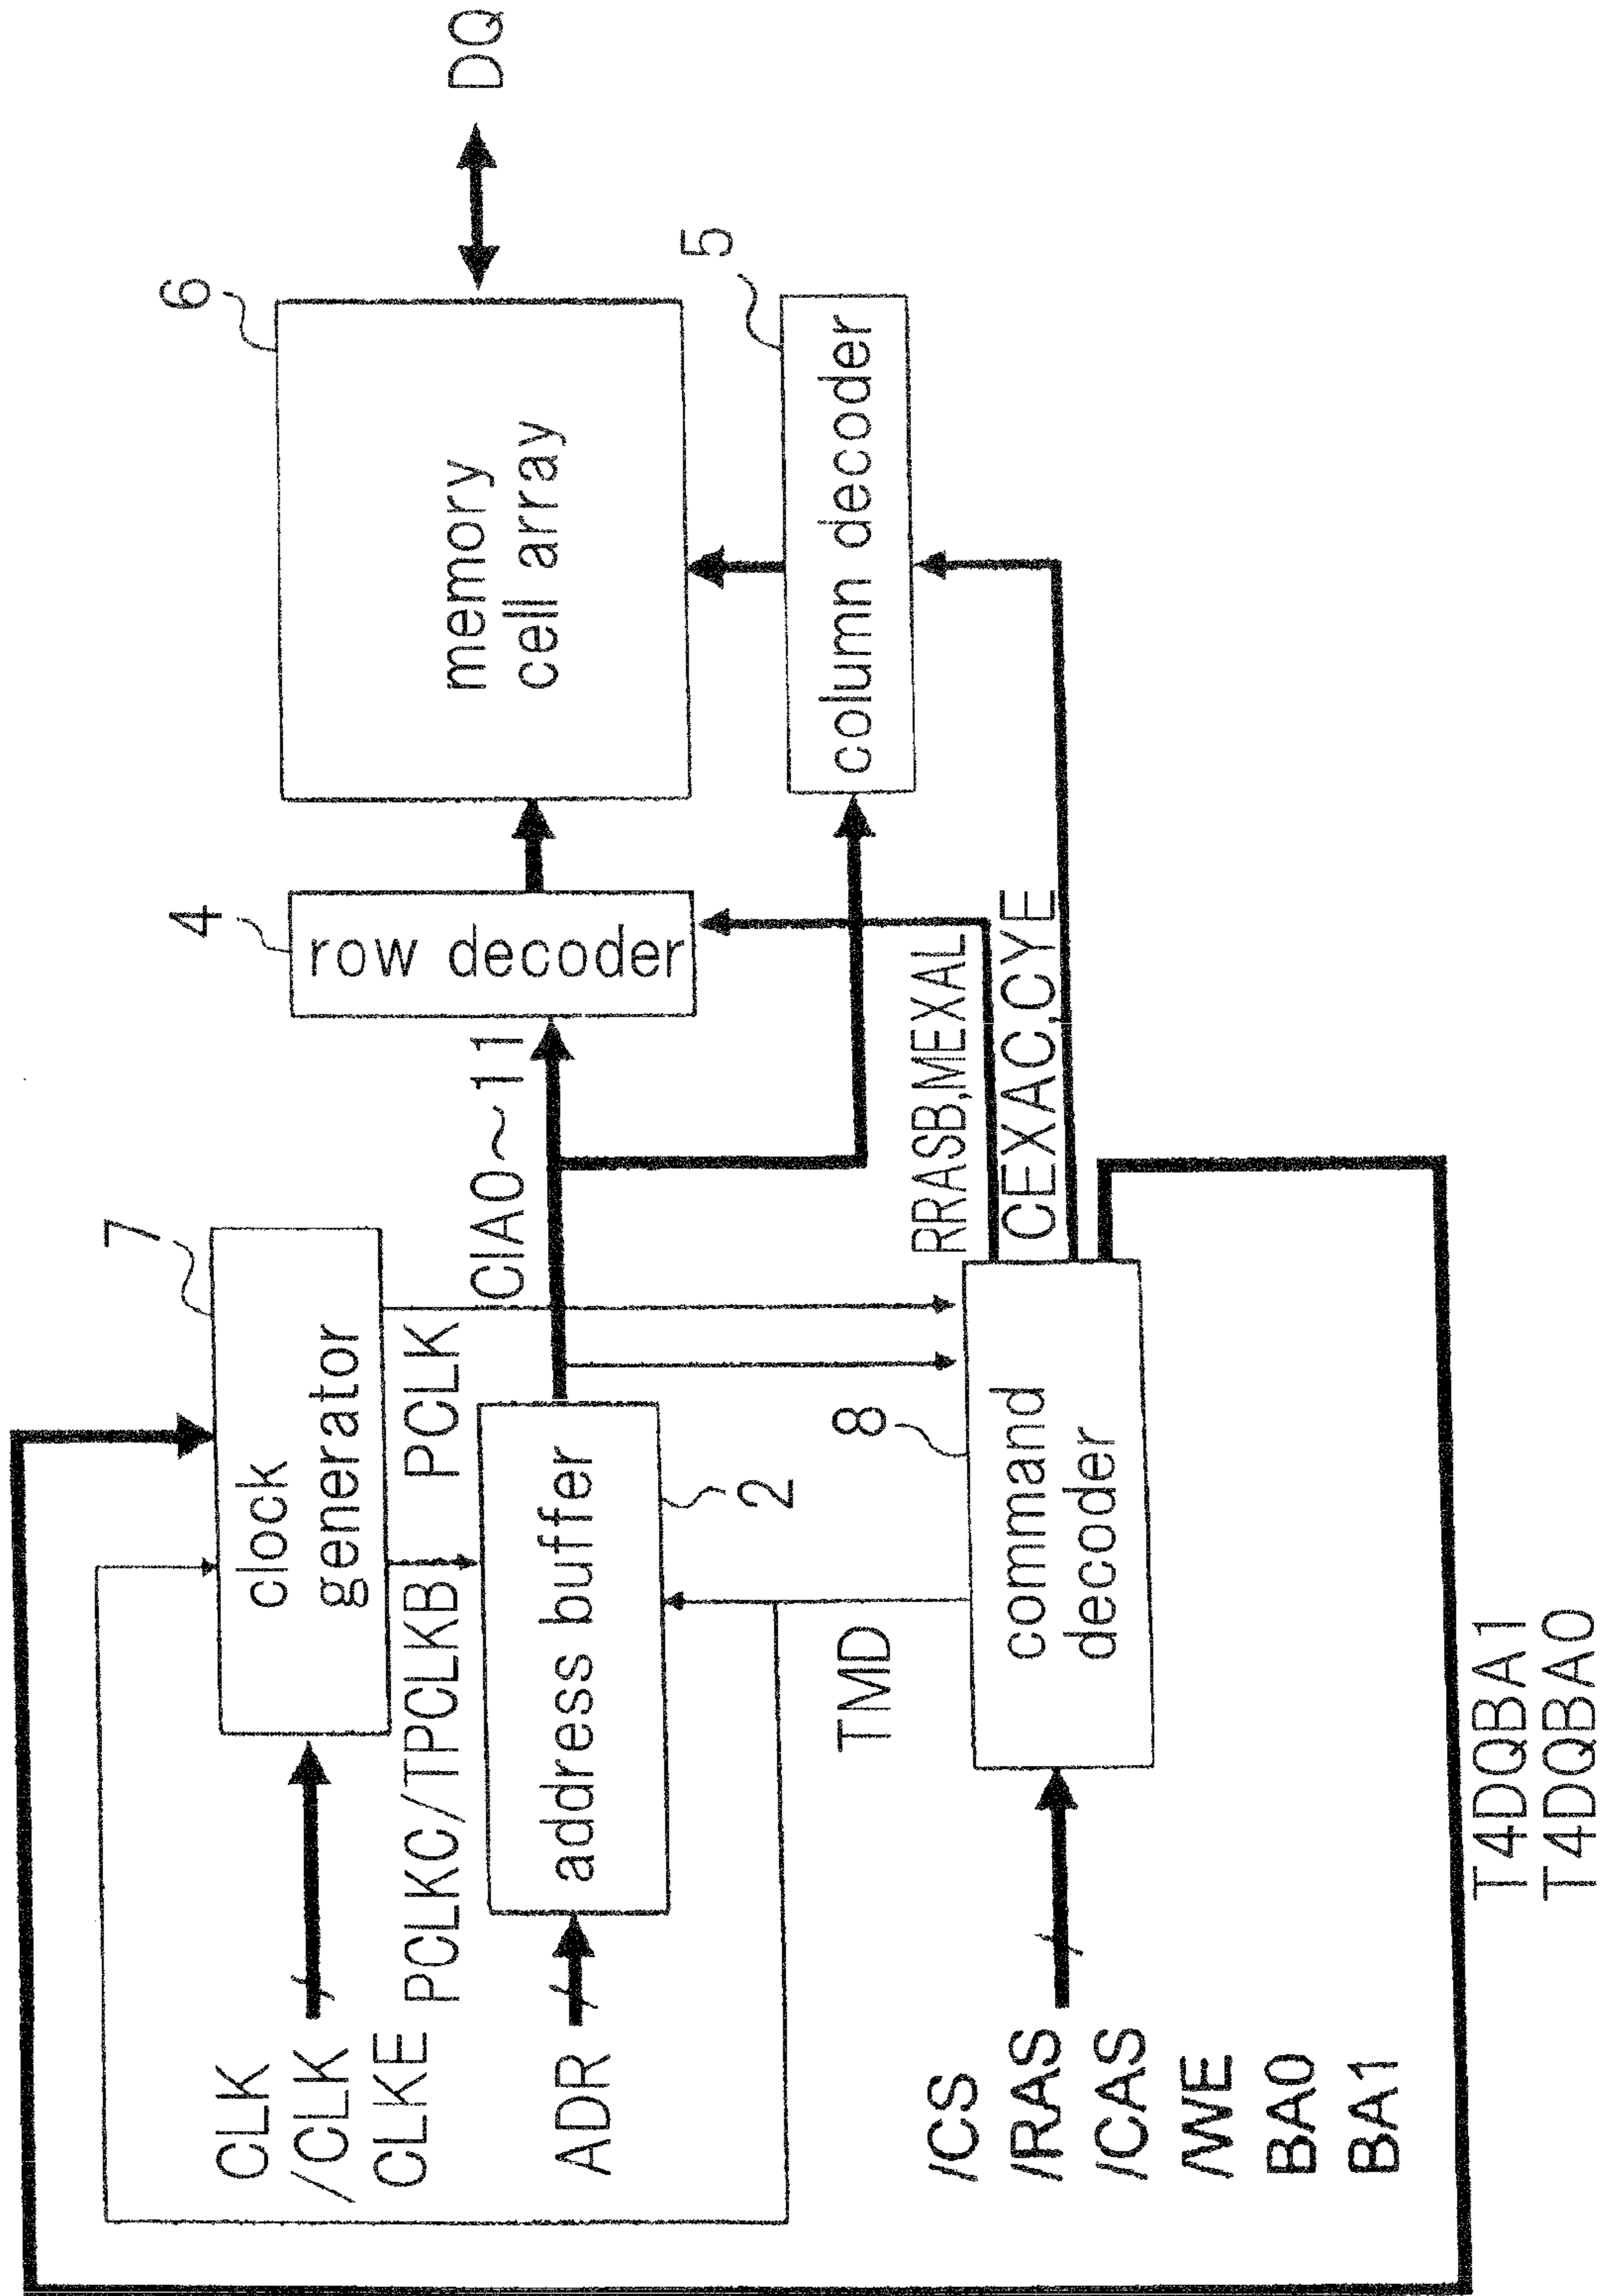 7
clock
generator
CLK
/CLK
CLKE
PCLKC/TPCLKB
PCLK
ADR
address buffer
2
CIA0~11
4
row decoder
6
memory
cell array
DQ
5
column decoder
TMD
8
command
decoder
RRASB,MEXAL
CEXAC,CYE
/CS
/RAS
/CAS
/WE
BA0
BA1
T4DQBA1
T4DQBA0